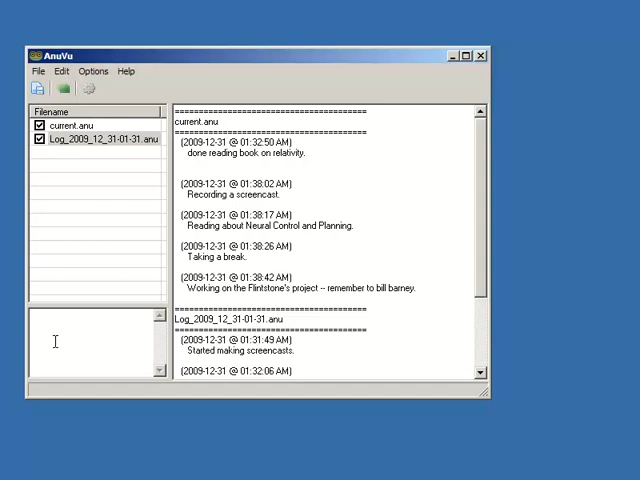 AnuVu
File Edit Options Help
Filename
current.anu
Log_2009_12_31-01-31.anu
==========================================
current.anu
==========================================
(2009-12-31 @ 01:32:50 AM)
done reading book on relativity.
(2009-12-31 @ 01:38:02 AM)
Recording a screencast.
(2009-12-31 @ 01:38:17 AM)
Reading about Neural Control and Planning.
(2009-12-31 @ 01:38:26 AM)
Taking a break.
(2009-12-31 @ 01:38:42 AM)
Working on the Flintstone's project -- remember to bill barney.
==========================================
Log_2009_12_31-01-31.anu
==========================================
(2009-12-31 @ 01:31:49 AM)
Started making screencasts.
(2009-12-31 @ 01:32:06 AM)